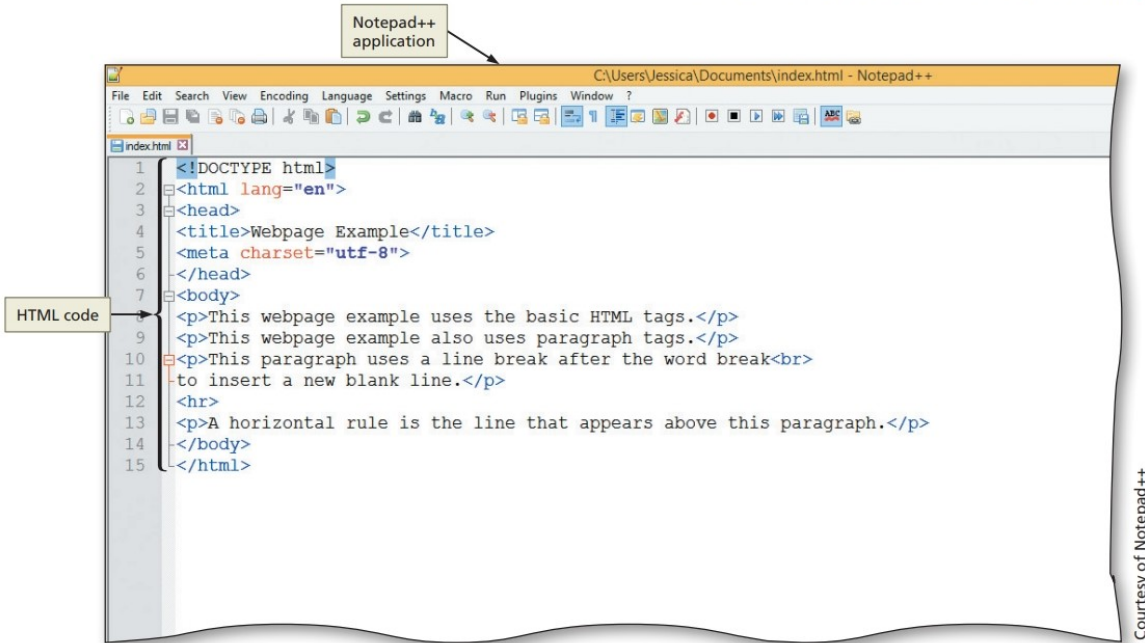 Notepad++
application
C:\Users\Jessica\Documents\index.html - Notepad++
File Edit Search View Encoding Language Settings Macro Run Plugins Window ?
ABC
index.html
HTML code
1 <!DOCTYPE html>
2 <html lang="en">
3 <head>
4 <title>Webpage Example</title>
5 <meta charset="utf-8">
6 </head>
7 <body>
8 <p>This webpage example uses the basic HTML tags.</p>
9 <p>This webpage example also uses paragraph tags.</p>
10 <p>This paragraph uses a line break after the word break<br>
11 to insert a new blank line.</p>
12 <hr>
13 <p>A horizontal rule is the line that appears above this paragraph.</p>
14 </body>
15 </html>
Courtesy of Notepad++